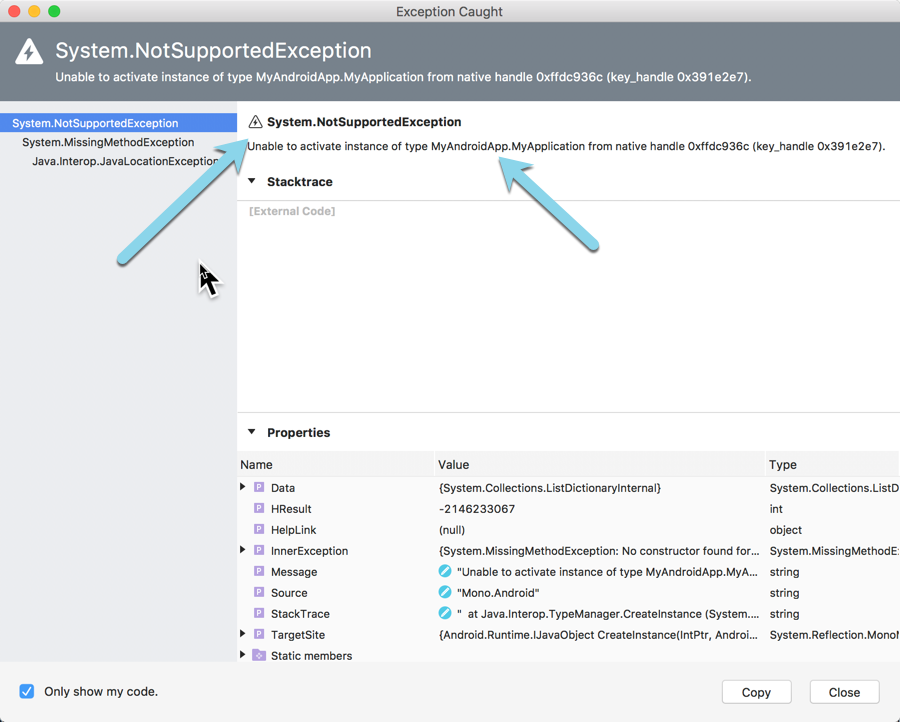 Exception Caught
System.NotSupportedException
Unable to activate instance of type MyAndroidApp.MyApplication from native handle 0xffdc936c (key_handle 0x391e2e7).
System.NotSupportedException
System.MissingMethodException
Java.Interop.JavaLocationException
System.NotSupportedException
Unable to activate instance of type MyAndroidApp.MyApplication from native handle 0xffdc936c (key_handle 0x391e2e7).
Stacktrace
[External Code]
Properties
Name Value Type
Data {System.Collections.ListDictionaryInternal} System.Collections.ListD
HResult -2146233067 int
HelpLink (null) object
InnerException {System.MissingMethodException: No constructor found for... System.MissingMethodE
Message "Unable to activate instance of type MyAndroidApp.MyA... string
Source "Mono.Android" string
StackTrace " at Java.Interop.TypeManager.CreateInstance (System.... string
TargetSite {Android.Runtime.IJavaObject CreateInstance(IntPtr, Androi... System.Reflection.MonoM
Static members
Only show my code.
Copy Close